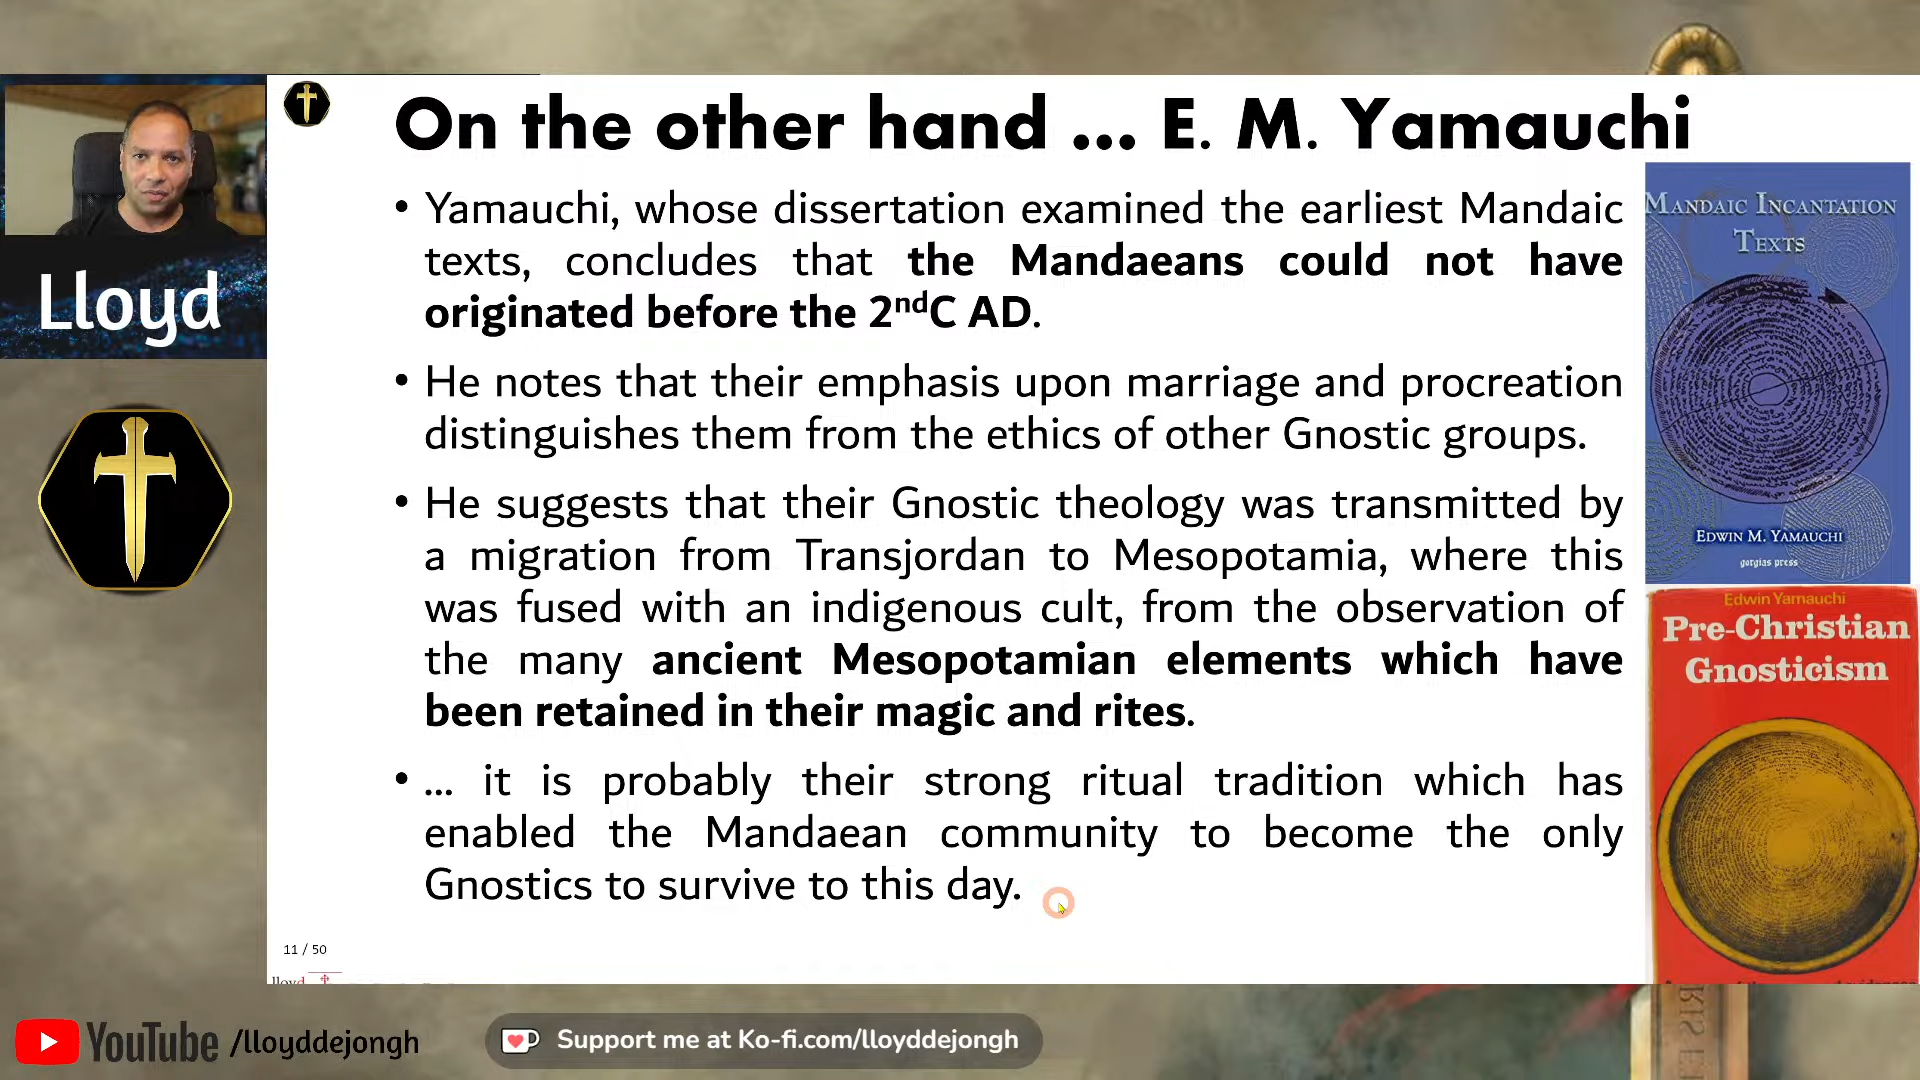 On the other hand ... E. M. Yamauchi
• Yamauchi, whose dissertation examined the earliest Mandaic
texts, concludes that the Mandaeans could not have
originated before the 2ndC AD.
• He notes that their emphasis upon marriage and procreation
distinguishes them from the ethics of other Gnostic groups.
• He suggests that their Gnostic theology was transmitted by
a migration from Transjordan to Mesopotamia, where this
was fused with an indigenous cult, from the observation of
the many ancient Mesopotamian elements which have
been retained in their magic and rites.
• ... it is probably their strong ritual tradition which has
enabled the Mandaean community to become the only
Gnostics to survive to this day.
11 / 50
lloyd
Lloyd
MANDAIC INCANTATION
TEXTS
EDWIN M. YAMAUCHI
gorgias press
Edwin Yamauchi
Pre-Christian
Gnosticism
YouTube /lloyddejongh
Support me at Ko-fi.com/lloyddejongh